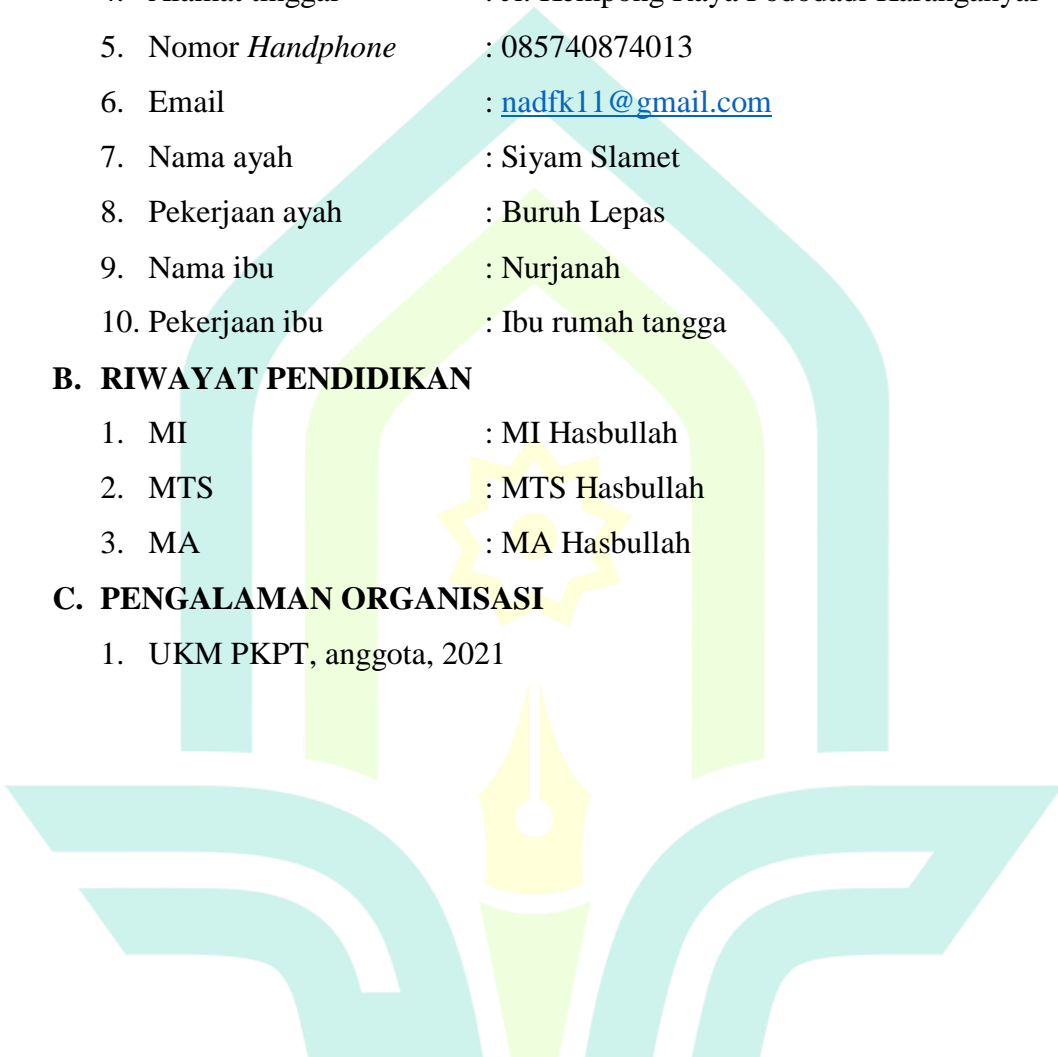 5. Nomor Handphone : 085740874013
6. Email : nadfk11@gmail.com
7. Nama ayah : Siyam Slamet
8. Pekerjaan ayah : Buruh Lepas
9. Nama ibu : Nurjanah
10. Pekerjaan ibu : Ibu rumah tangga
B. RIWAYAT PENDIDIKAN
1. MI : MI Hasbullah
2. MTS : MTS Hasbullah
3. MA : MA Hasbullah
C. PENGALAMAN ORGANISASI
1. UKM PKPT, anggota, 2021